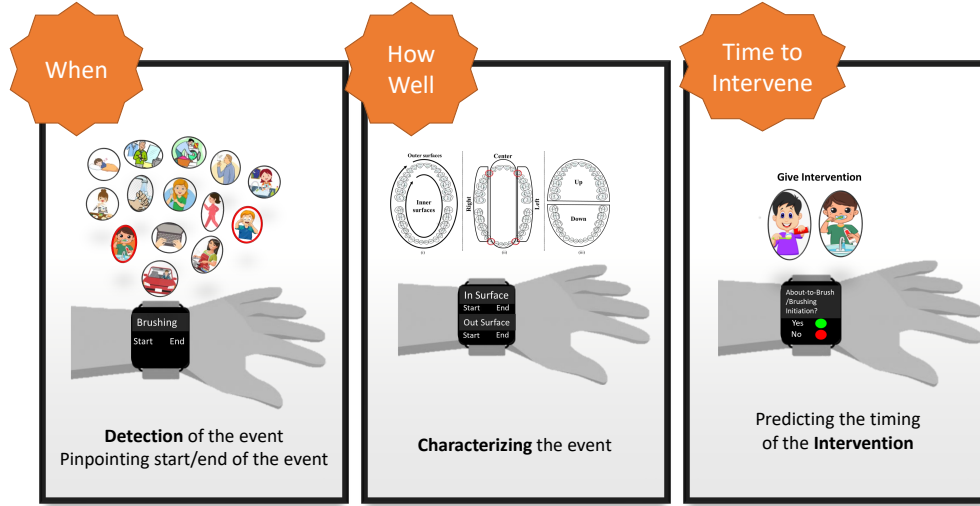 When
Outer surfaces
Inner
surfaces
Brushing
Start End
Detection of the event
Pinpointing start/end of the event
How
Well
Center
Right
Left
Up
Down
In Surface
Start End
Out Surface
Start End
Characterizing the event
Time to
Intervene
Give Intervention
About-to-Brush
/Brushing
Initiation?
Yes
No
Predicting the timing
of the Intervention